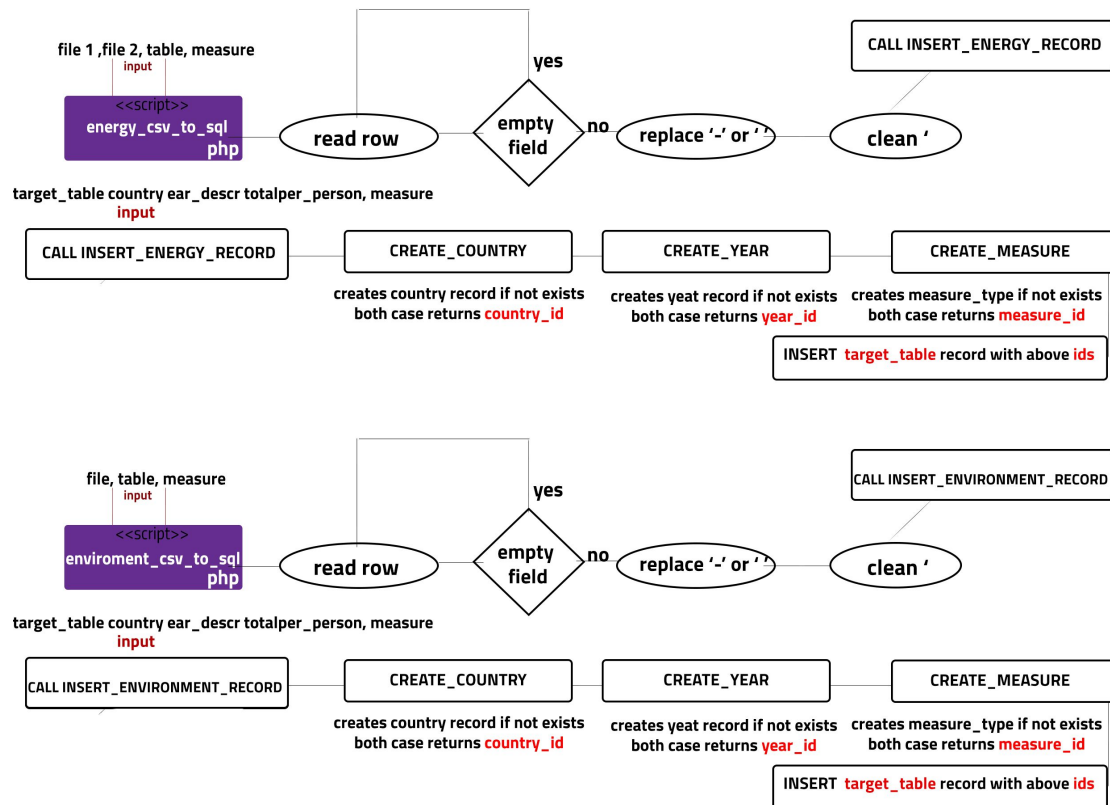 file 1 ,file 2, table, measure
input
<<script>>
energy_csv_to_sql
php
read row
yes
empty
field
no
replace ‘-’ or ‘ ’
clean ‘
CALL INSERT_ENERGY_RECORD
target_table country ear_descr totalper_person, measure
input
CALL INSERT_ENERGY_RECORD
CREATE_COUNTRY
CREATE_YEAR
CREATE_MEASURE
creates country record if not exists
both case returns country_id
creates yeat record if not exists
both case returns year_id
creates measure_type if not exists
both case returns measure_id
INSERT target_table record with above ids
file, table, measure
input
<<script>>
enviroment_csv_to_sql
php
read row
yes
empty
field
no
replace ‘-’ or ‘ ’
clean ‘
CALL INSERT_ENVIRONMENT_RECORD
target_table country ear_descr totalper_person, measure
input
CALL INSERT_ENVIRONMENT_RECORD
CREATE_COUNTRY
CREATE_YEAR
CREATE_MEASURE
creates country record if not exists
both case returns country_id
creates yeat record if not exists
both case returns year_id
creates measure_type if not exists
both case returns measure_id
INSERT target_table record with above ids